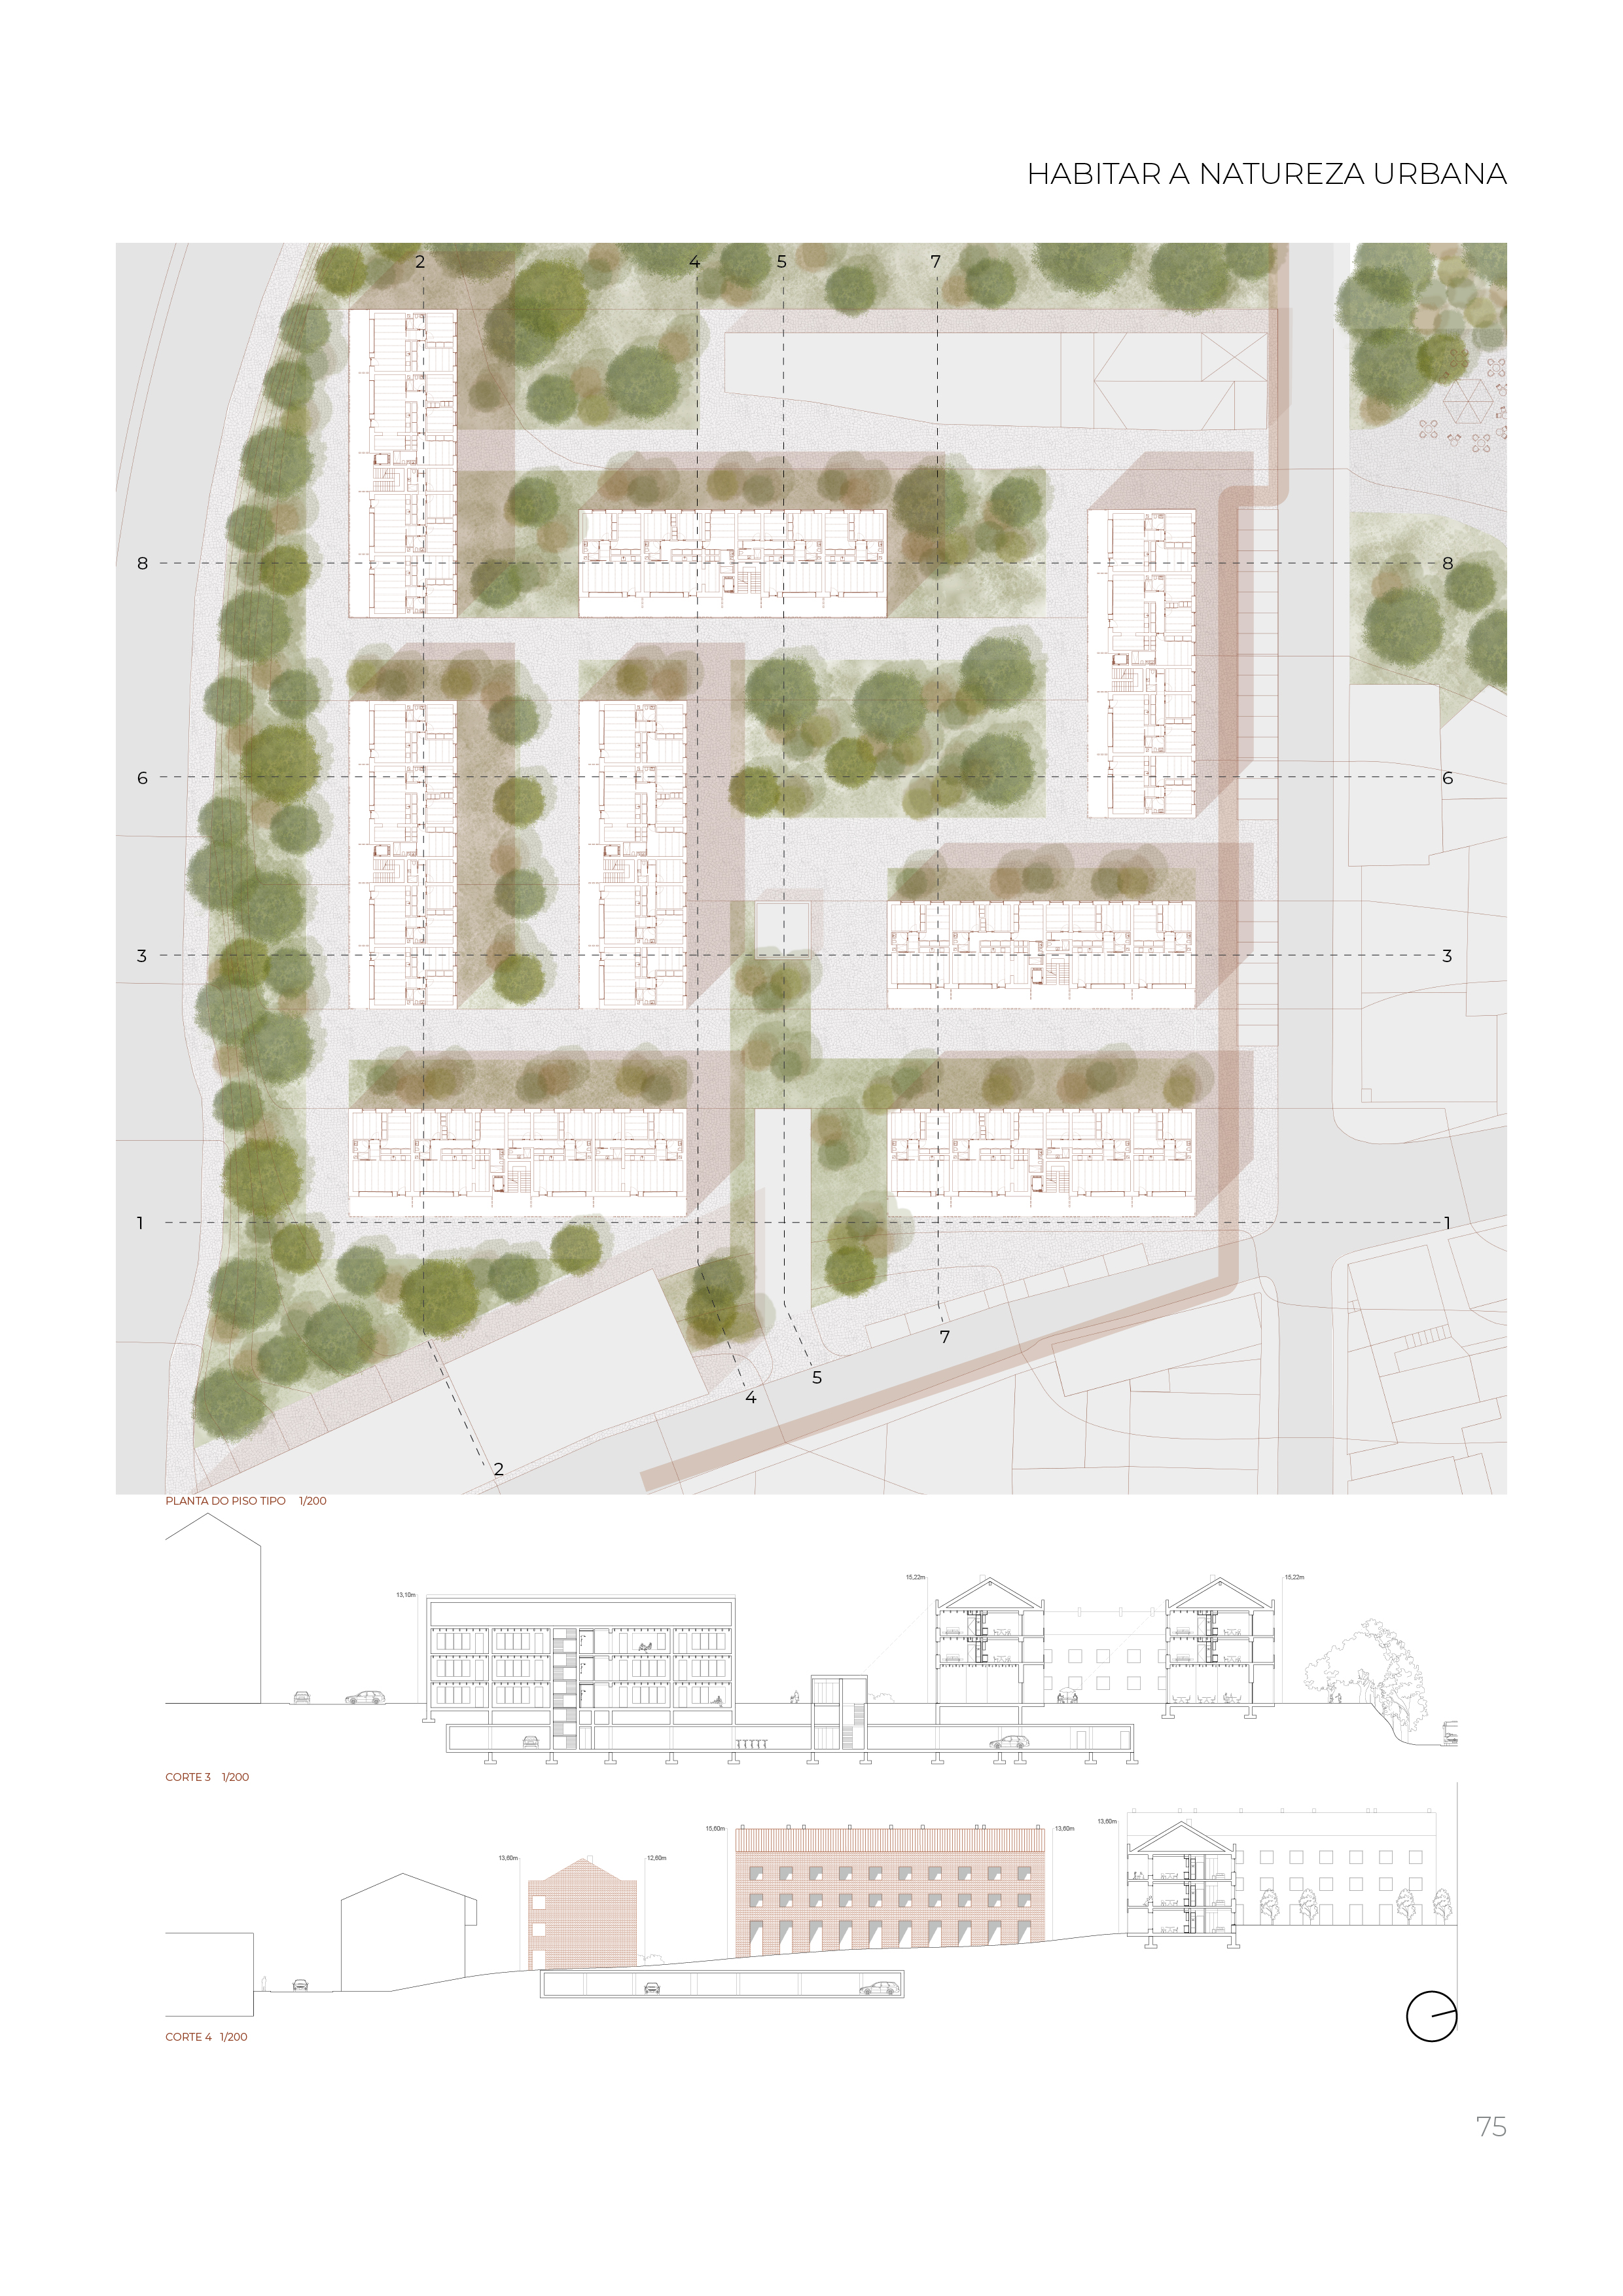 HABITAR A NATUREZA URBANA
2 4 5 7
8 8
6 6
3 3
1 1
7
5
4
2
PLANTA DO PISO TIPO 1/200
15,22m 15,22m
13,10m
CORTE 3 1/200
13,60m
15,60m 13,60m
13,60m 12,60m
CORTE 4 1/200
75